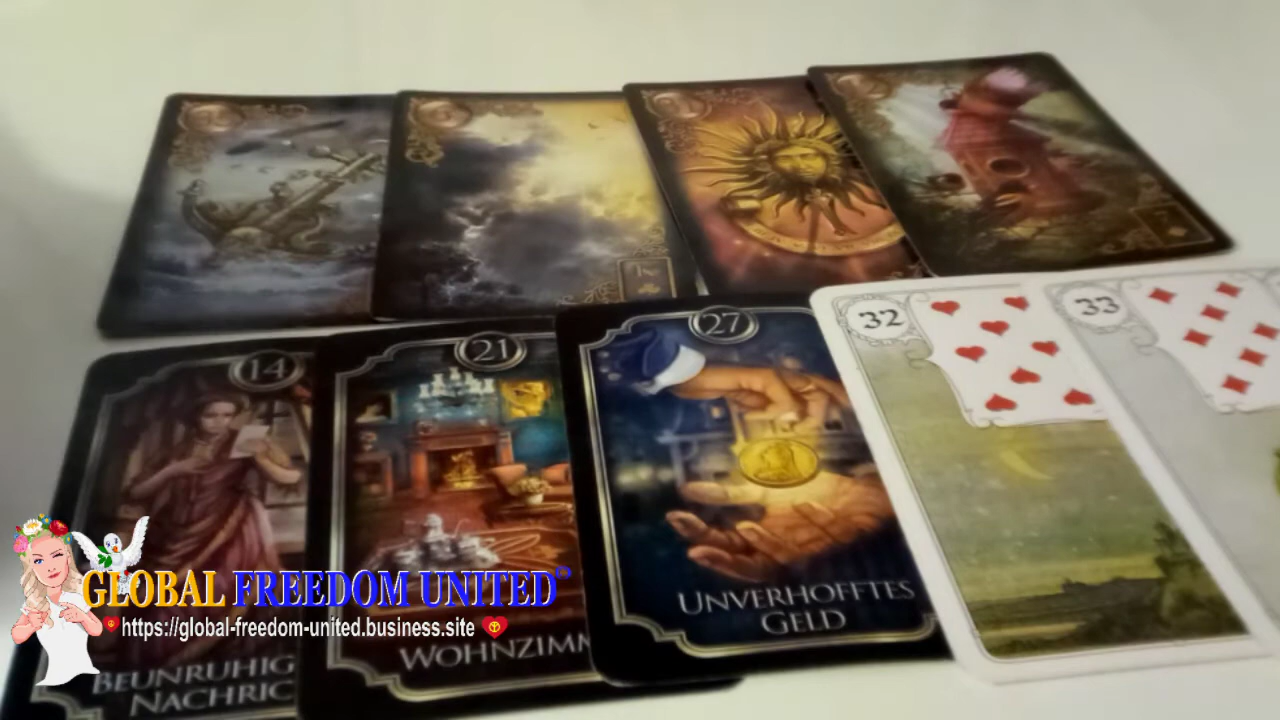 14
21
27
32
33
UNVERHOFFTES
GELD
WOHNZIMM
BEUNRUHIG
NACHRIC
GLOBAL FREEDOM UNITED
https://global-freedom-united.business.site